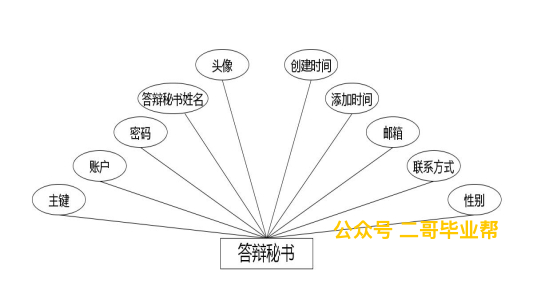 头像
创建时间
答辩秘书姓名
添加时间
密码
邮箱
账户
联系方式
主键
性别
公众号 二哥毕业帮
答辩秘书